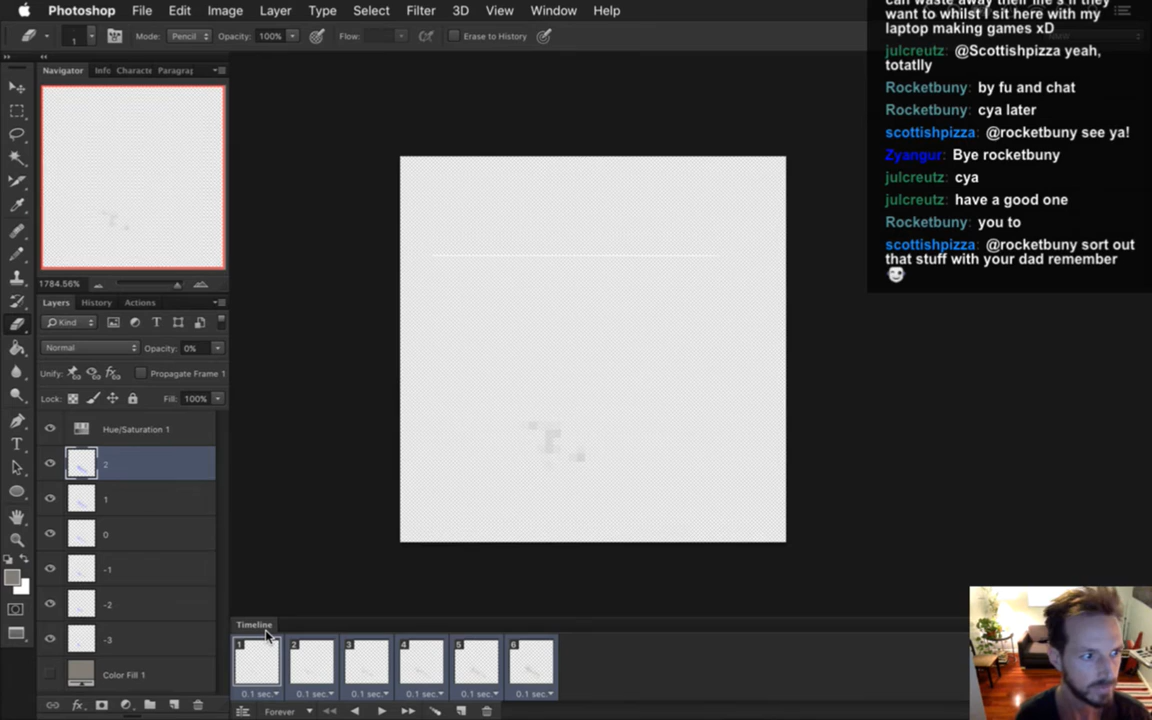 Photoshop File Edit Image Layer Type Select Filter 3D View Window Help
can waste away their life's if they
want to whilst I sit here with my
laptop making games xD
1 Mode: Pencil Opacity: 100% Flow: Erase to History
julcreutz: @Scottishpizza yeah,
totatlly
Navigator Info Characte Paragrap
Rocketbuny: by fu and chat
Rocketbuny: cya later
scottishpizza: @rocketbuny see ya!
Zyangur: Bye rocketbuny
julcreutz: cya
julcreutz: have a good one
Rocketbuny: you to
scottishpizza: @rocketbuny sort out
that stuff with your dad remember
1784.56%
Layers History Actions
Kind
Normal Opacity: 0%
Unify: Propagate Frame 1
Lock: Fill: 100%
Hue/Saturation 1
2
1
0
-1
-2
-3
Color Fill 1
Timeline
1 2 3 4 5 6
0.1 sec. 0.1 sec. 0.1 sec. 0.1 sec. 0.1 sec. 0.1 sec.
Forever